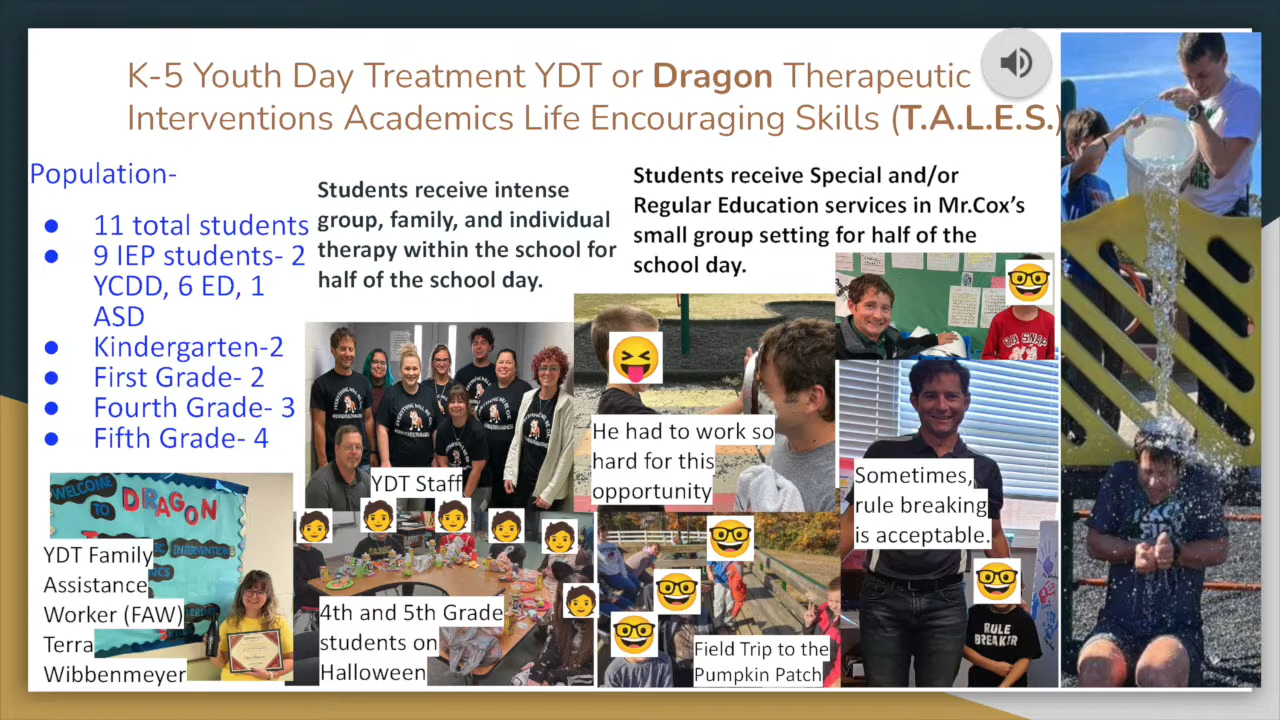 K-5 Youth Day Treatment YDT or Dragon Therapeutic
Interventions Academics Life Encouraging Skills (T.A.L.E.S.)
Population-
● 11 total students
● 9 IEP students- 2
YCDD, 6 ED, 1
ASD
● Kindergarten-2
● First Grade- 2
● Fourth Grade- 3
● Fifth Grade- 4
Students receive intense
group, family, and individual
therapy within the school for
half of the school day.
Students receive Special and/or
Regular Education services in Mr.Cox's
small group setting for half of the
school day.
OH SNAP
YDT Staff
He had to work so
hard for this
opportunity
Sometimes,
rule breaking
is acceptable.
RULE
BREAKER
WELCOME
TO
DRAGON
INTERVENTION
YDT Family
Assistance
Worker (FAW)
Terra
Wibbenmeyer
4th and 5th Grade
students on
Halloween
Field Trip to the
Pumpkin Patch